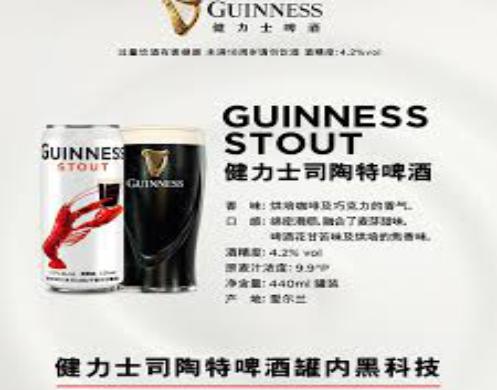 GUINNESS
健力士啤酒
过量饮酒有害健康 未满18周岁请勿饮酒 酒精度:4.2%vol
GUINNESS
STOUT
健力士司陶特啤酒
GUINNESS
STOUT
GUINNESS
香 味: 烘焙咖啡及巧克力的香气。
口 感: 绵密滑顺,融合了麦芽甜味、
啤酒花甘苦味及烘焙的焦香味。
酒精度: 4.2% vol
原麦汁浓度: 9.9°P
净含量: 440ml 罐装
产 地: 爱尔兰
健力士司陶特啤酒罐内黑科技